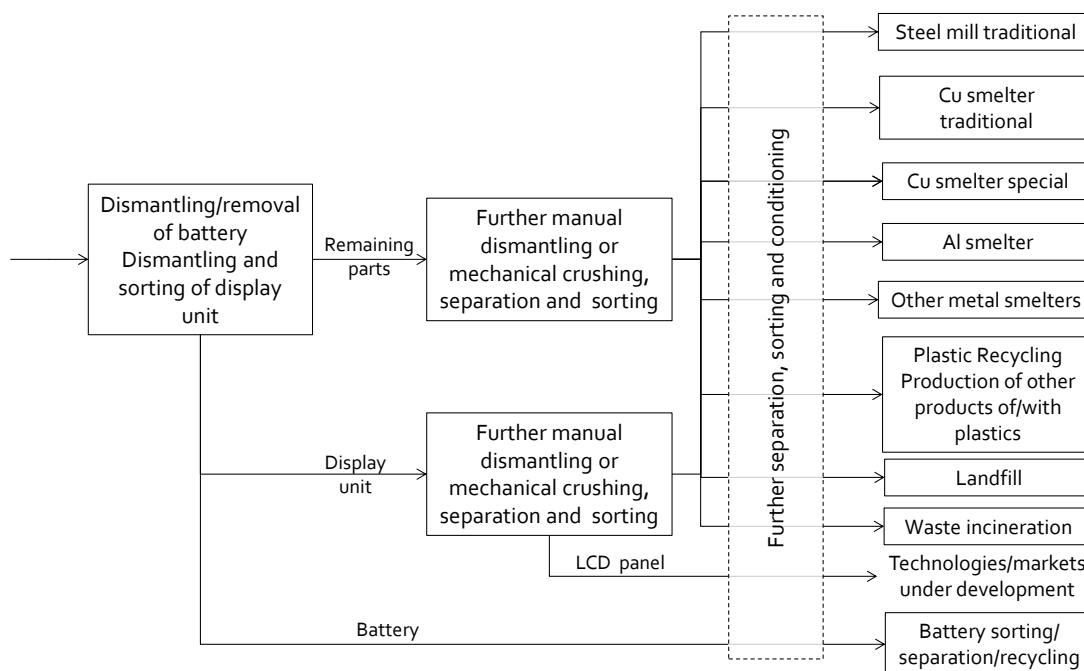 Steel mill traditional
Cu smelter
traditional
Cu smelter special
Al smelter
Other metal smelters
Plastic Recycling
Production of other
products of/with
plastics
Landfill
Waste incineration
Technologies/markets
under development
Battery sorting/
separation/recycling
Further separation, sorting and conditioning
Dismantling/removal
of battery
Dismantling and
sorting of display
unit
Remaining
parts
Further manual
dismantling or
mechanical crushing,
separation and sorting
Display
unit
Further manual
dismantling or
mechanical crushing,
separation and sorting
LCD panel
Battery